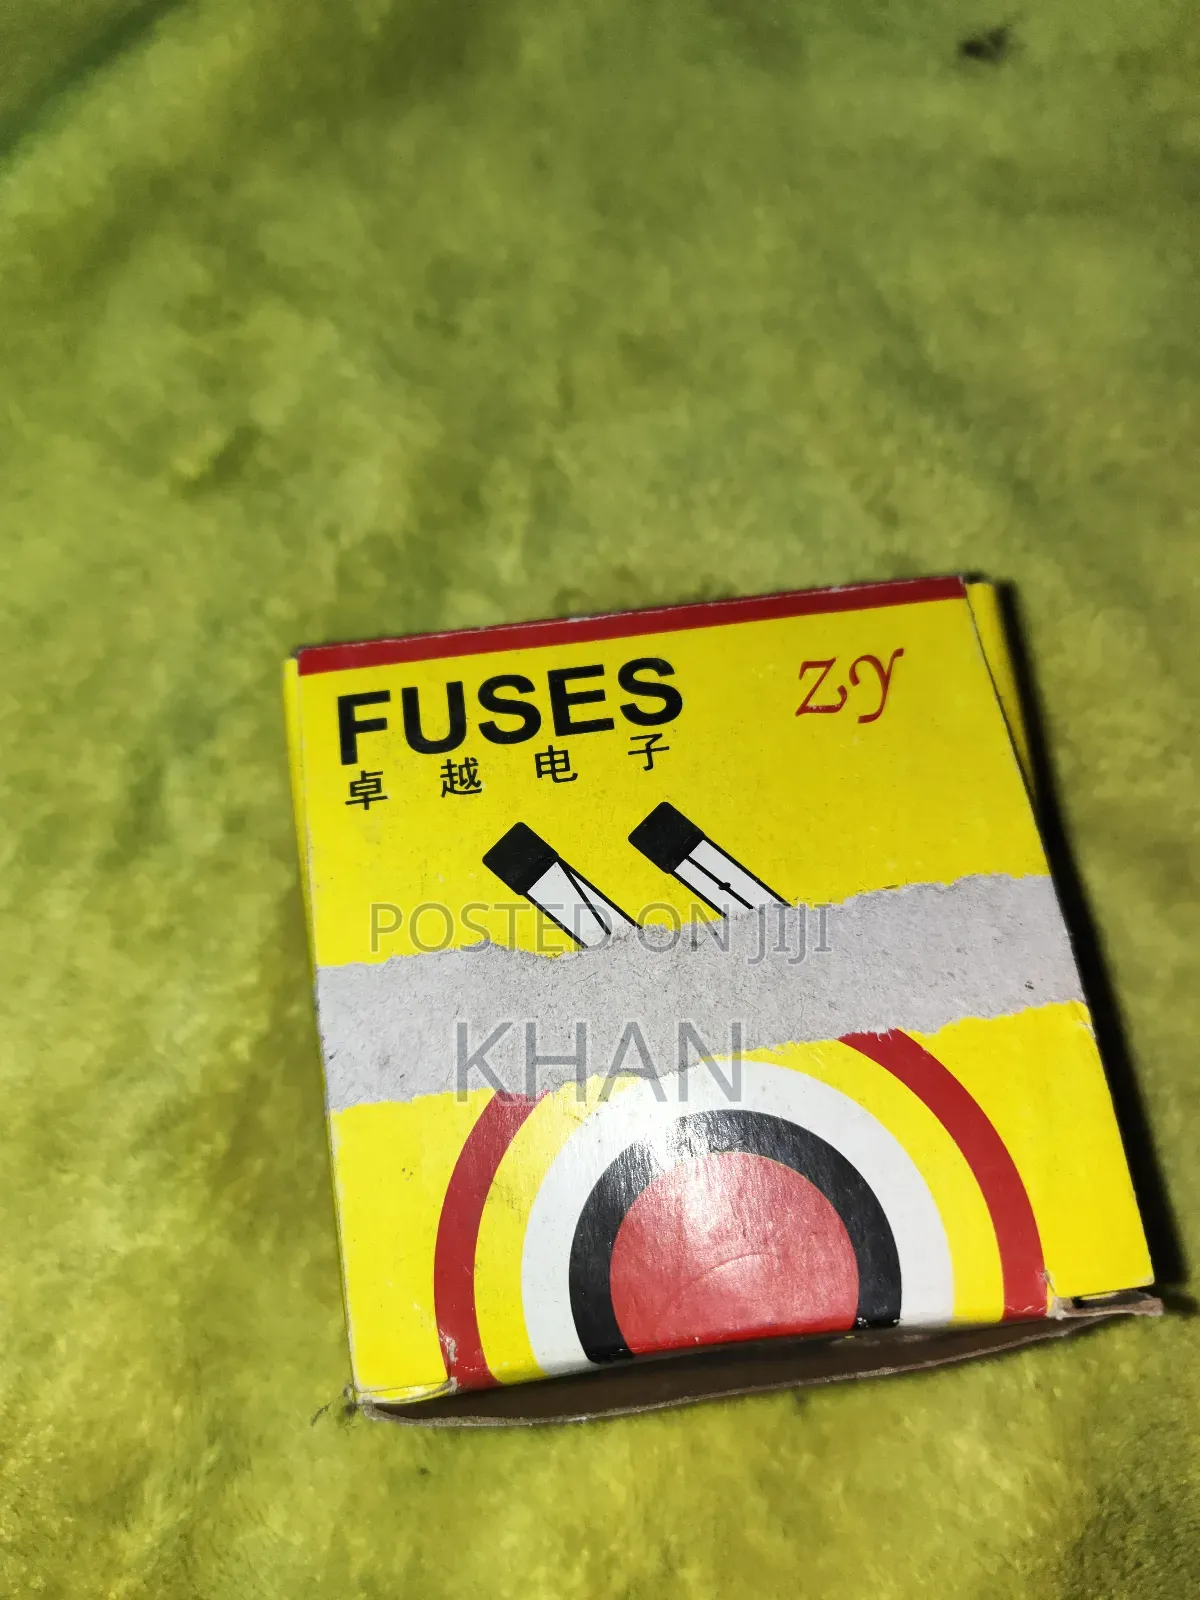 FUSES
ZY
卓越电子
POSTED ON JIJI
KHAN